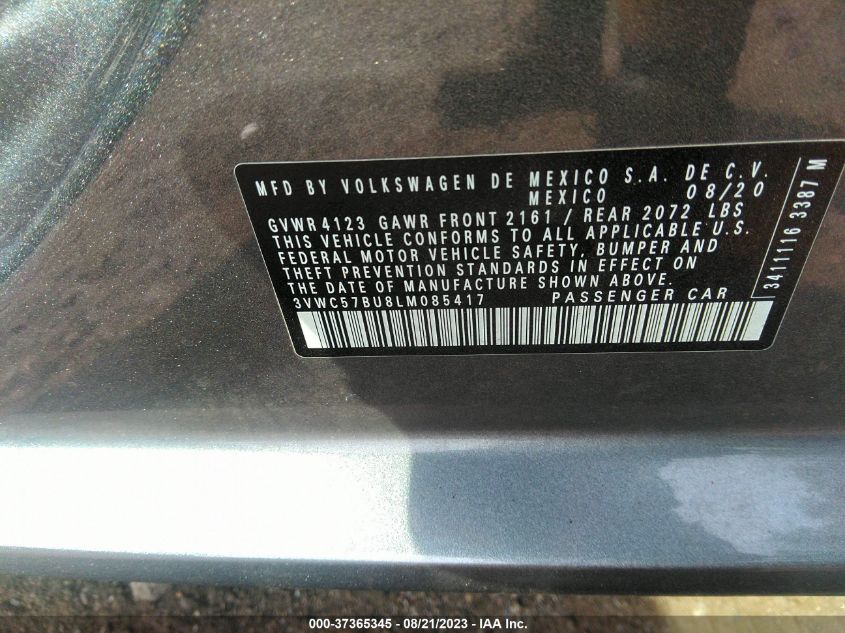 MFD BY VOLKSWAGEN DE MEXICO S.A. DE C.V.
MEXICO 08/20
GVWR 4123 GAWR FRONT 2161 / REAR 2072 LBS
THIS VEHICLE CONFORMS TO ALL APPLICABLE U.S.
FEDERAL MOTOR VEHICLE SAFETY, BUMPER AND
THEFT PREVENTION STANDARDS IN EFFECT ON
THE DATE OF MANUFACTURE SHOWN ABOVE.
3VWC57BU8LM085417 PASSENGER CAR
3411116 3387 M
000-37365345 - 08/21/2023 - IAA Inc.